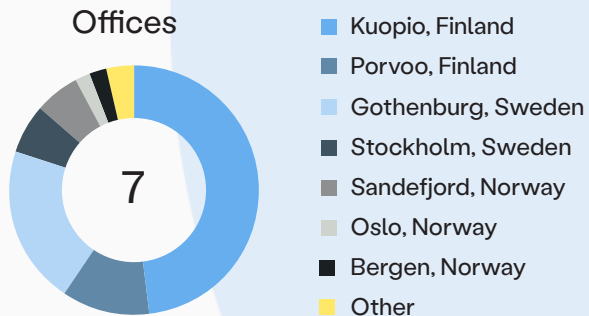 Offices
7
Kuopio, Finland
Porvoo, Finland
Gothenburg, Sweden
Stockholm, Sweden
Sandefjord, Norway
Oslo, Norway
Bergen, Norway
Other